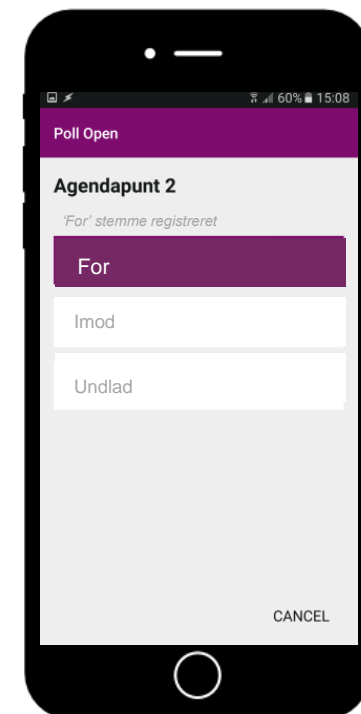 60% 15:08
Poll Open
Agendapunt 2
‘For’ stemme registreret
For
Imod
Undlad
CANCEL